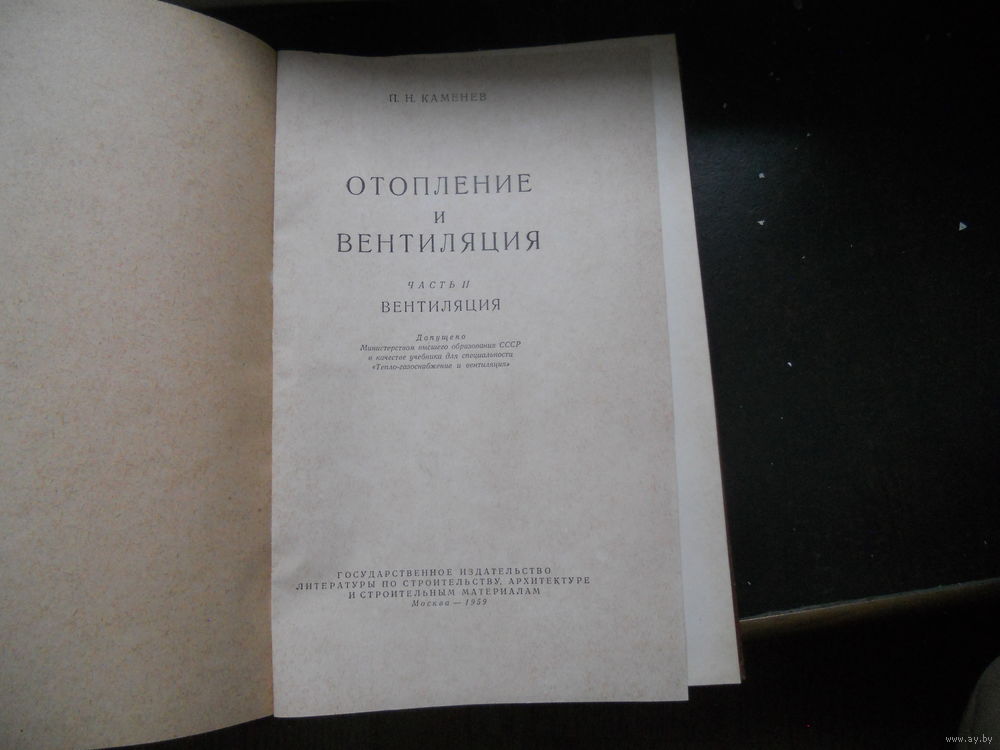 П. Н. КАМЕНЕВ
ОТОПЛЕНИЕ
И
ВЕНТИЛЯЦИЯ
ЧАСТЬ II
ВЕНТИЛЯЦИЯ
Допущено
Министерством высшего образования СССР
в качестве учебника для специальности
«Тепло-газоснабжение и вентиляция»
ГОСУДАРСТВЕННОЕ ИЗДАТЕЛЬСТВО
ЛИТЕРАТУРЫ ПО СТРОИТЕЛЬСТВУ, АРХИТЕКТУРЕ
И СТРОИТЕЛЬНЫМ МАТЕРИАЛАМ
Москва — 1959
www.ay.by